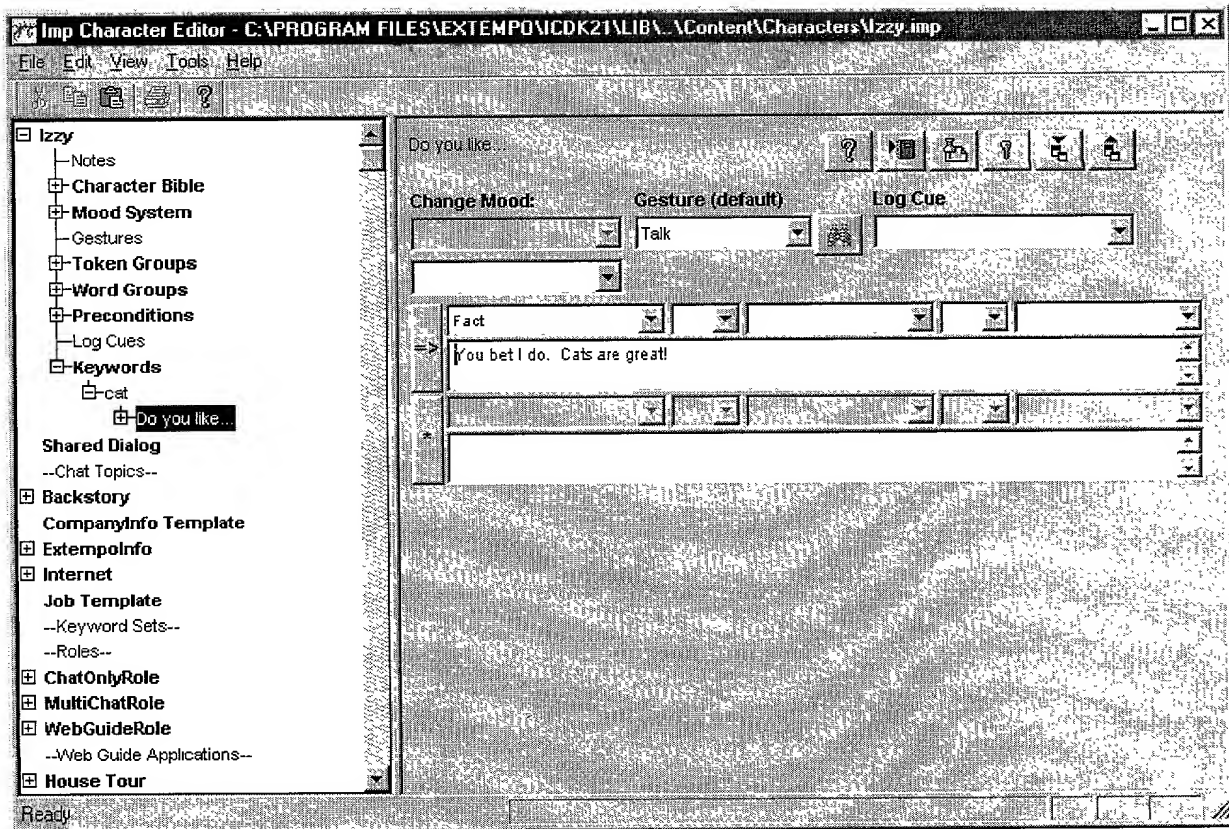 Imp Character Editor - C:\PROGRAM FILES\EXTEMPO\ICDK21\LIB\..\Content\Characters\Izzy.imp
File Edit View Tools Help
Izzy
Notes
Character Bible
Mood System
Gestures
Token Groups
Word Groups
Preconditions
Log Cues
Keywords
cat
Do you like...
Shared Dialog
--Chat Topics--
Backstory
CompanyInfo Template
ExtempoInfo
Internet
Job Template
--Keyword Sets--
--Roles--
ChatOnlyRole
MultiChatRole
WebGuideRole
--Web Guide Applications--
House Tour
Do you like...
Change Mood: Gesture (default) Log Cue
Talk
Fact
=>
You bet I do. Cats are great!
*
Ready